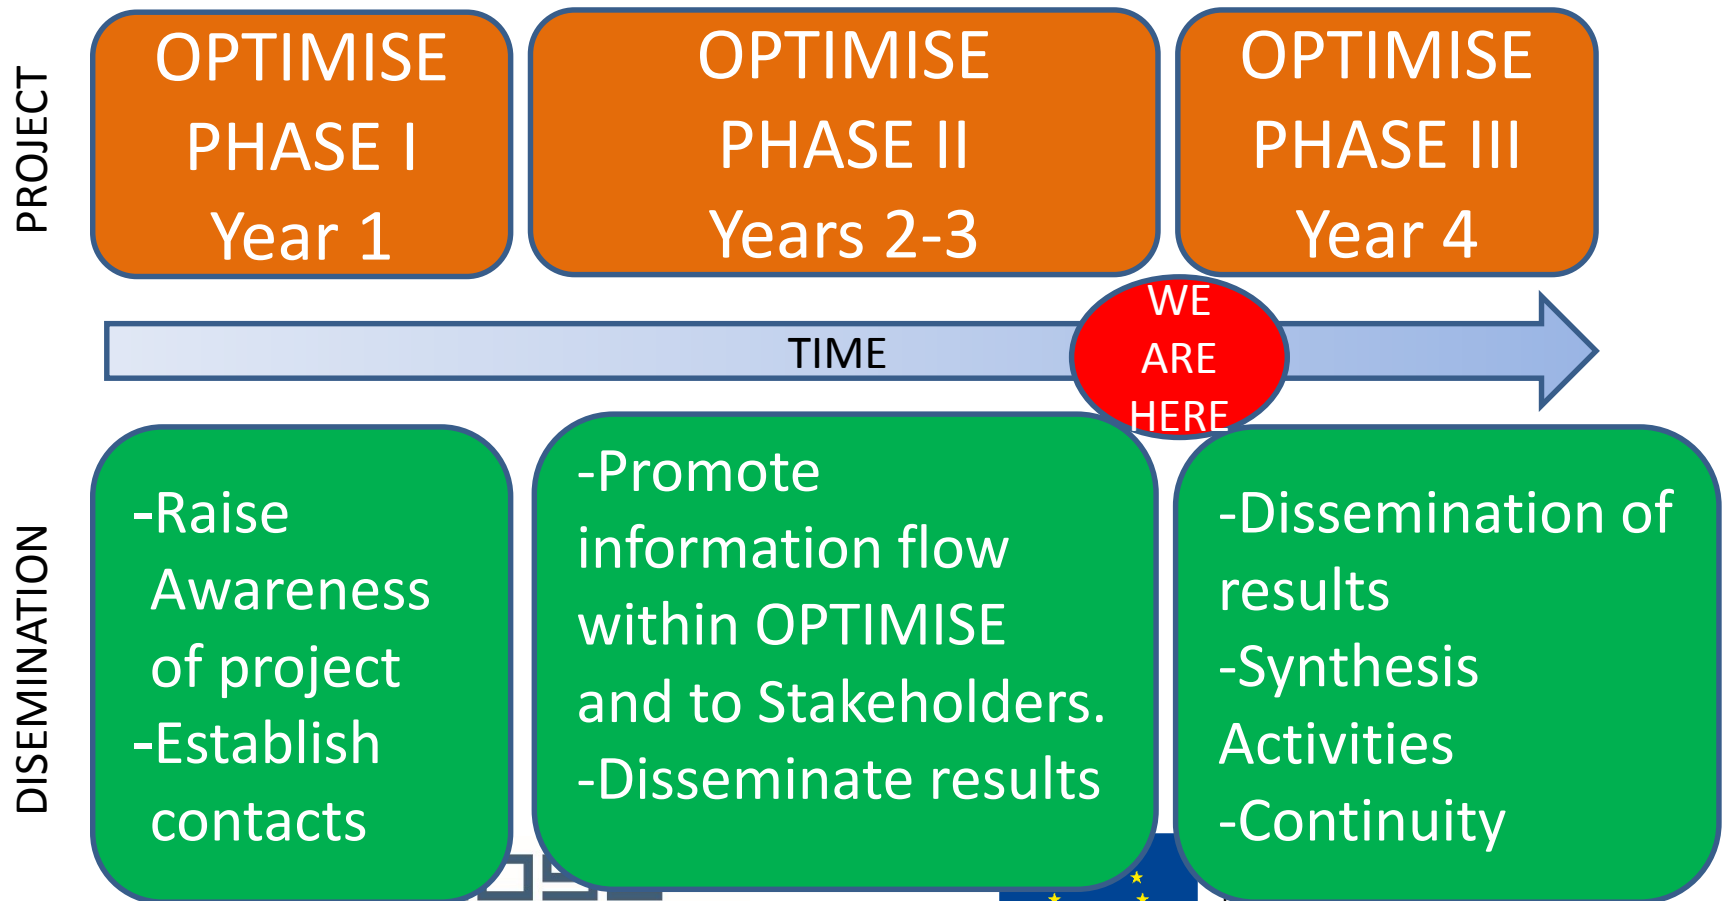 PROJECT
OPTIMISE
PHASE I
Year 1
OPTIMISE
PHASE II
Years 2-3
OPTIMISE
PHASE III
Year 4
TIME
WE
ARE
HERE
DISEMINATION
-Raise
Awareness
of project
-Establish
contacts
-Promote
information flow
within OPTIMISE
and to Stakeholders.
-Disseminate results
-Dissemination of
results
-Synthesis
Activities
-Continuity